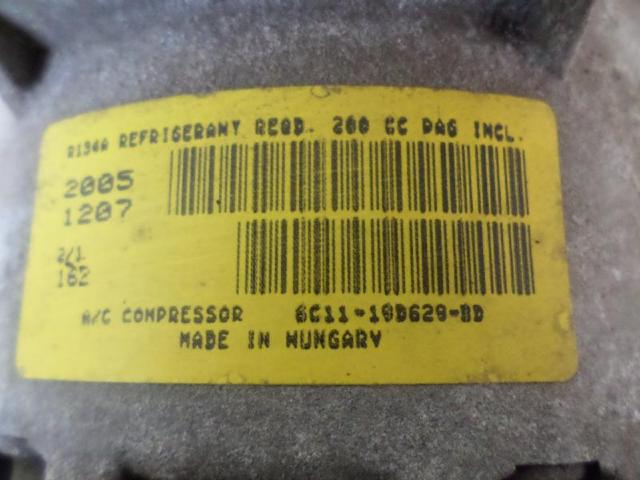 R134A REFRIGERANT REQD. 200 CC PAG INCL.
2005
1207
2/1
162
A/C COMPRESSOR 6C11-19D629-BD
MADE IN HUNGARY